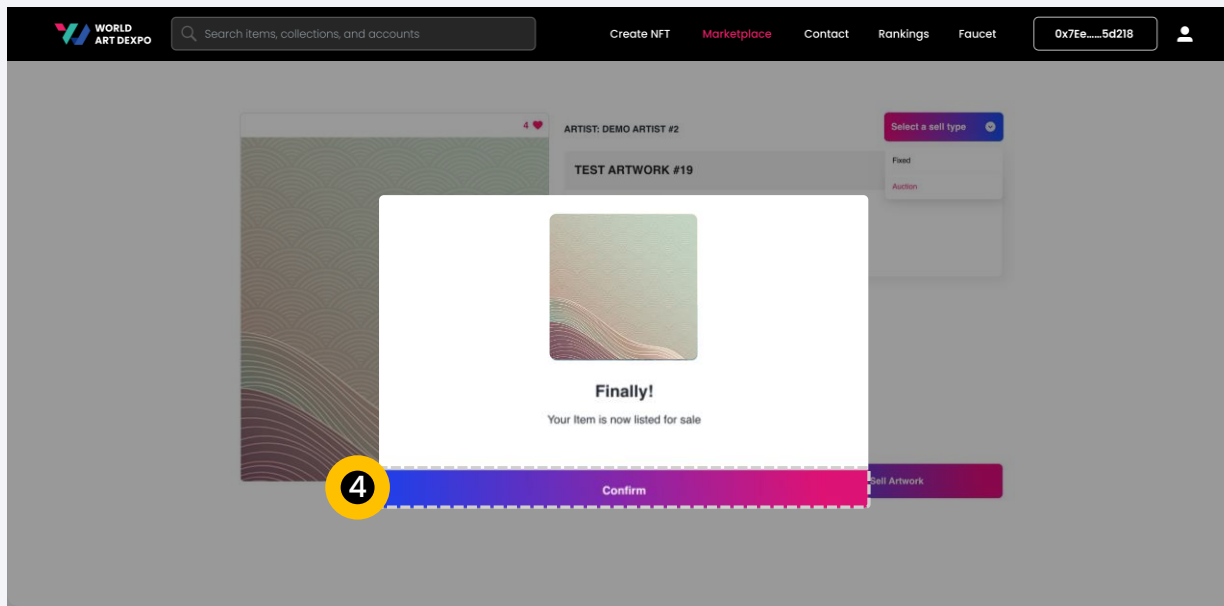 WORLD
ART DEXPO
Search items, collections, and accounts
Create NFT
Marketplace
Contact
Rankings
Faucet
0x7Ee......5d218
4
ARTIST: DEMO ARTIST #2
Select a sell type
TEST ARTWORK #19
Fixed
Auction
Finally!
Your Item is now listed for sale
4
Confirm
Sell Artwork